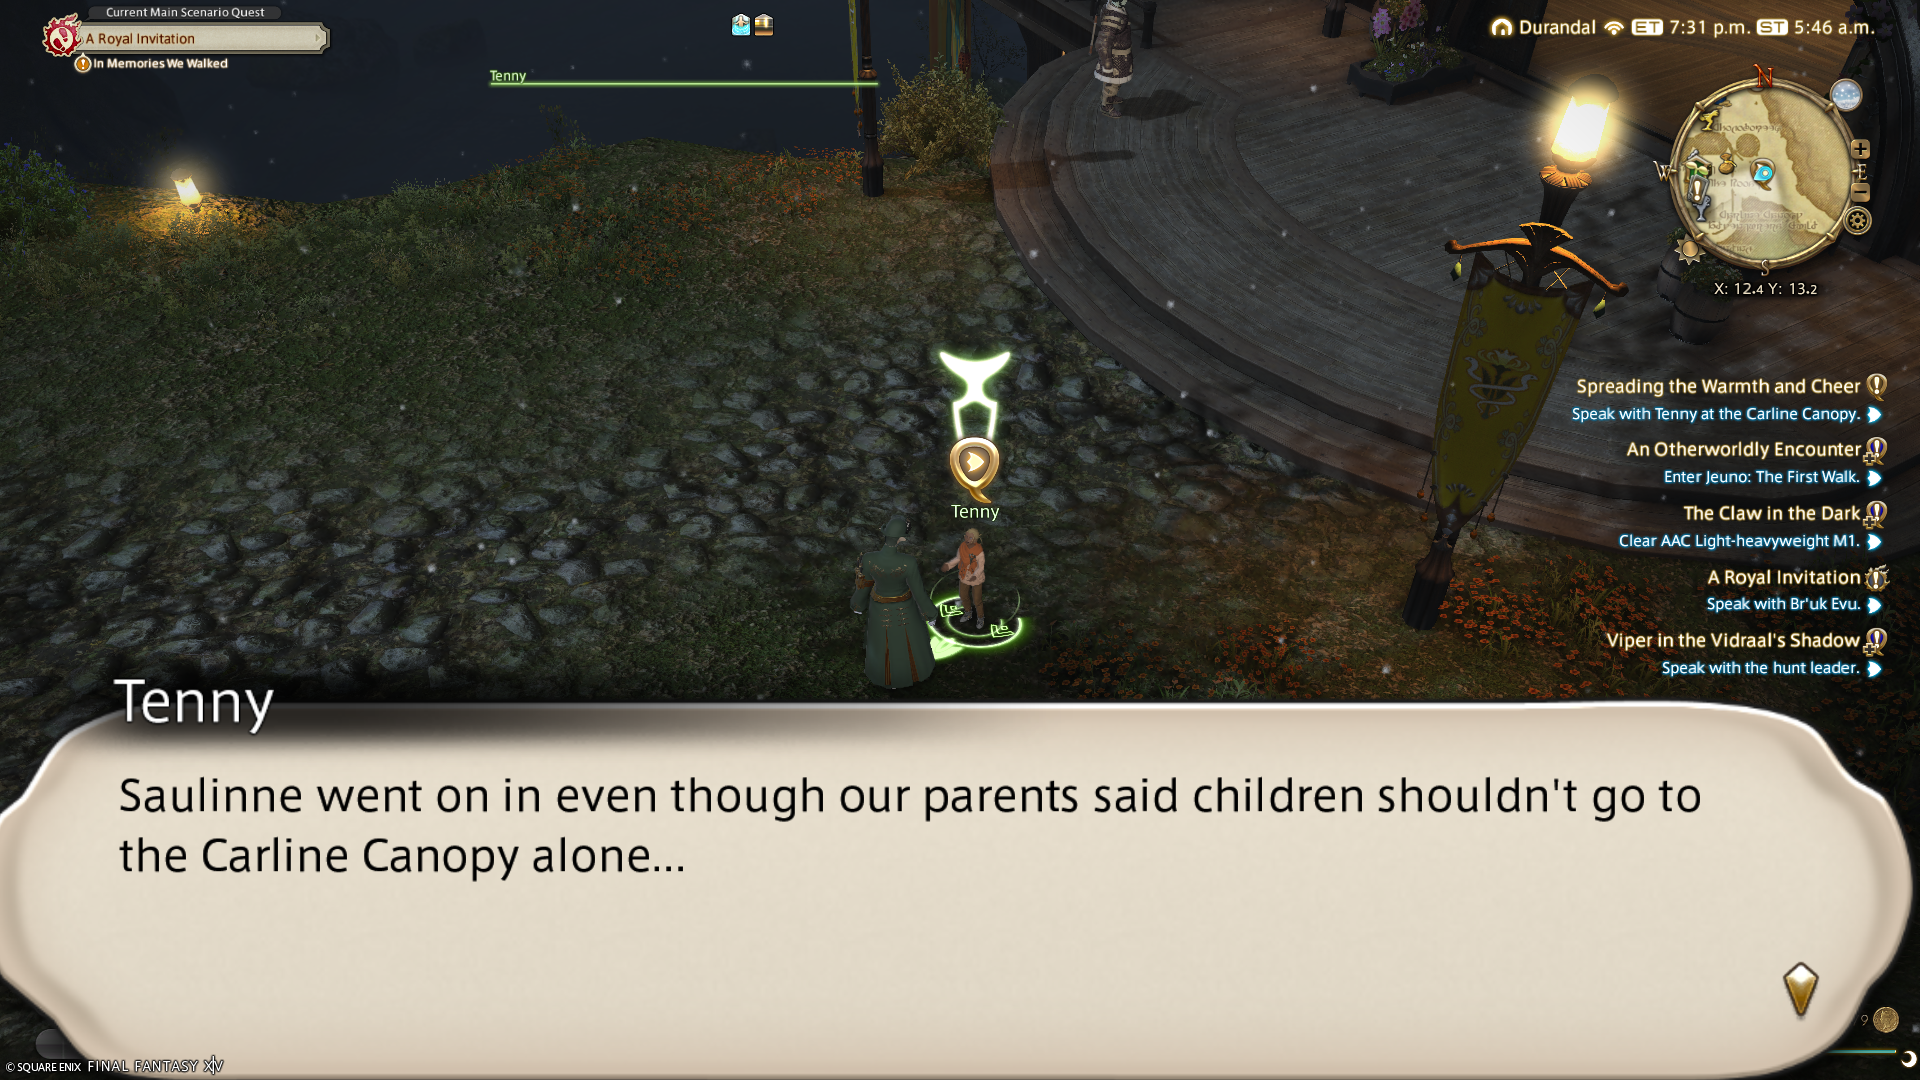 Current Main Scenario Quest
A Royal Invitation
In Memories We Walked
Tenny
Durandal ET 7:31 p.m. ST 5:46 a.m.
N
W
E
S
X: 12.4 Y: 13.2
Spreading the Warmth and Cheer
Speak with Tenny at the Carline Canopy.
An Otherworldly Encounter
Enter Jeuno: The First Walk.
The Claw in the Dark
Clear AAC Light-heavyweight M1.
A Royal Invitation
Speak with Br'uk Evu.
Viper in the Vidraal's Shadow
Speak with the hunt leader.
Tenny
Tenny
Saulinne went on in even though our parents said children shouldn't go to
the Carline Canopy alone...
9
© SQUARE ENIX FINAL FANTASY XIV